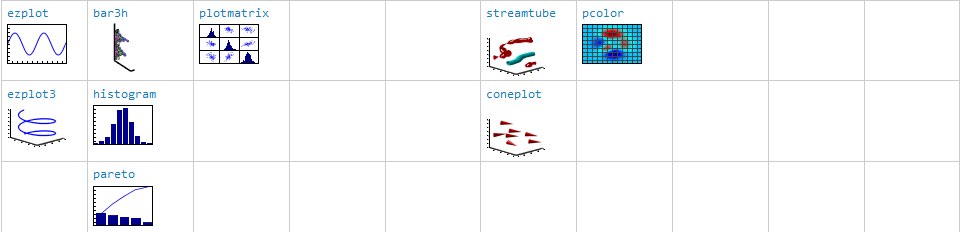 ezplot bar3h plotmatrix streamtube pcolor
ezplot3 histogram coneplot
pareto